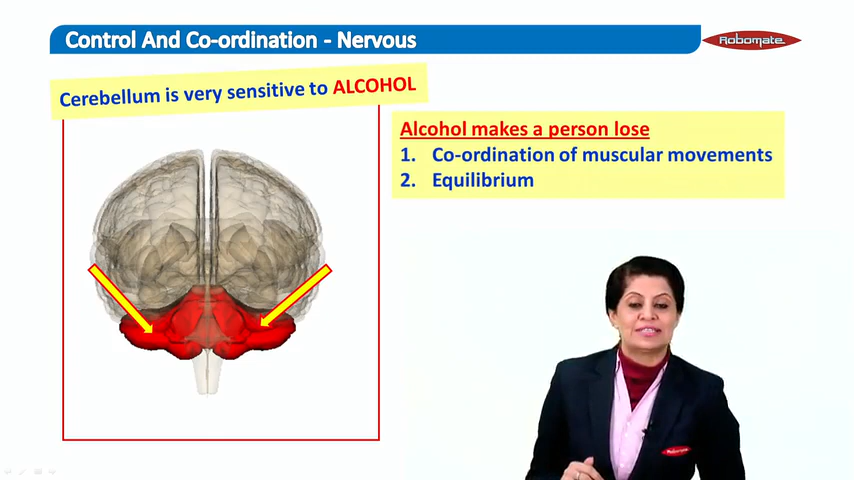 Control And Co-ordination - Nervous
Robomate
Cerebellum is very sensitive to ALCOHOL
Alcohol makes a person lose
1. Co-ordination of muscular movements
2. Equilibrium
Robomate